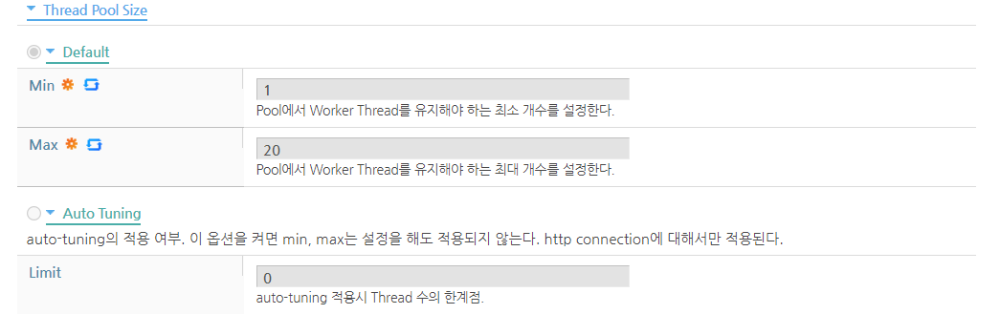 Thread Pool Size
Default
Min
1
Pool에서 Worker Thread를 유지해야 하는 최소 개수를 설정한다.
Max
20
Pool에서 Worker Thread를 유지해야 하는 최대 개수를 설정한다.
Auto Tuning
auto-tuning의 적용 여부. 이 옵션을 켜면 min, max는 설정을 해도 적용되지 않는다. http connection에 대해서만 적용된다.
Limit
0
auto-tuning 적용시 Thread 수의 한계점.